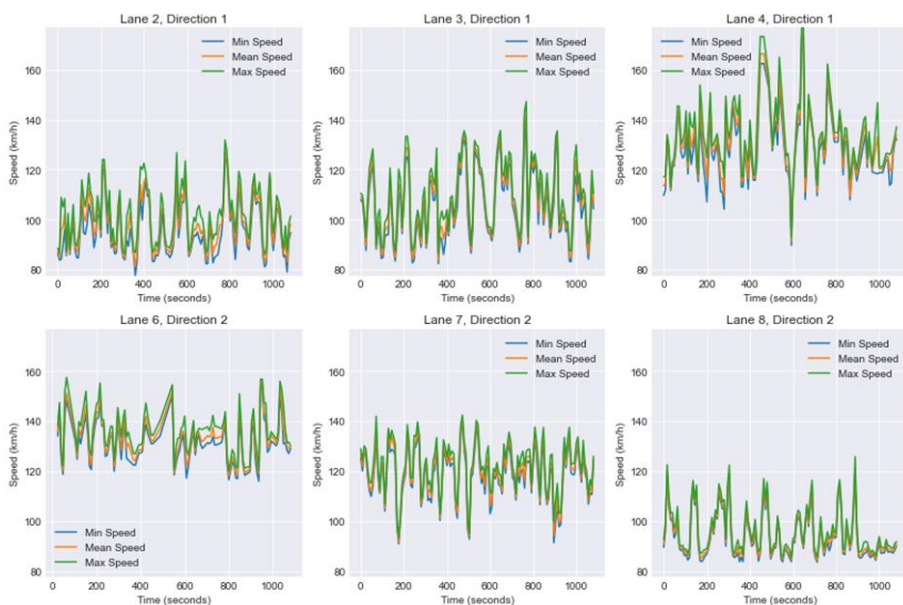 Lane 2, Direction 1
Min Speed
Mean Speed
Max Speed
160
140
120
100
80
Speed (km/h)
0 200 400 600 800 1000
Time (seconds)
Lane 3, Direction 1
Min Speed
Mean Speed
Max Speed
160
140
120
100
80
Speed (km/h)
0 200 400 600 800 1000
Time (seconds)
Lane 4, Direction 1
Min Speed
Mean Speed
Max Speed
160
140
120
100
80
Speed (km/h)
0 200 400 600 800 1000
Time (seconds)
Lane 6, Direction 2
160
140
120
100
80
Speed (km/h)
Min Speed
Mean Speed
Max Speed
0 200 400 600 800 1000
Time (seconds)
Lane 7, Direction 2
Min Speed
Mean Speed
Max Speed
160
140
120
100
80
Speed (km/h)
0 200 400 600 800 1000
Time (seconds)
Lane 8, Direction 2
Min Speed
Mean Speed
Max Speed
160
140
120
100
80
Speed (km/h)
0 200 400 600 800 1000
Time (seconds)